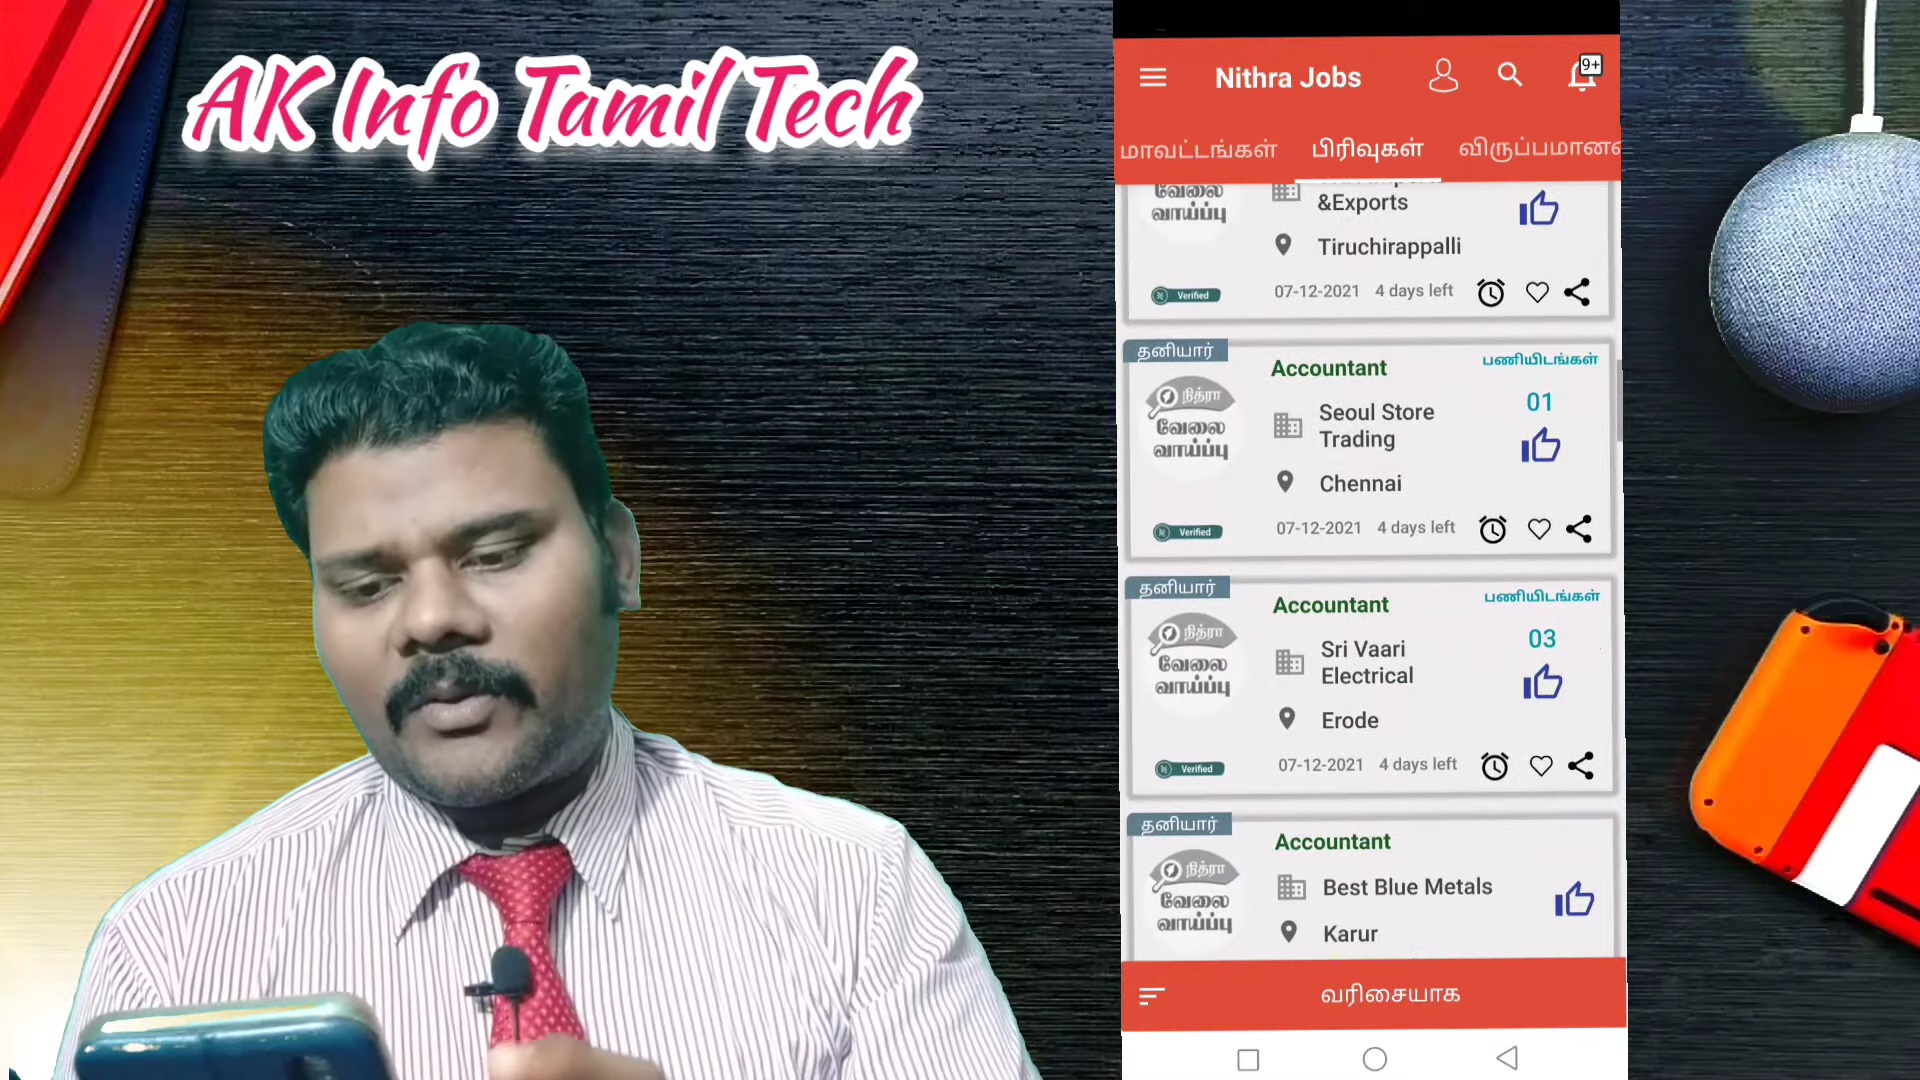 AK Info Tamil Tech
Nithra Jobs
9+
மாவட்டங்கள் பிரிவுகள்
வேலை
வாய்ப்பு
&Exports
Tiruchirappalli
Verified
07-12-2021 4 days left
தனியார்
Accountant
பணியிடங்கள்
நித்ரா
வேலை
வாய்ப்பு
Seoul Store
Trading
01
Chennai
Verified
07-12-2021 4 days left
தனியார்
Accountant
பணியிடங்கள்
நித்ரா
வேலை
வாய்ப்பு
Sri Vaari
Electrical
03
Erode
Verified
07-12-2021 4 days left
தனியார்
Accountant
நித்ரா
வேலை
வாய்ப்பு
Best Blue Metals
Karur
வரிசையாக